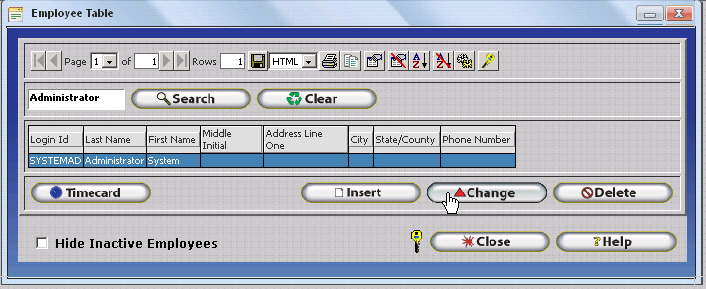 Employee Table
Page 1 of 1 Rows 1 HTML
Administrator Search Clear
Login Id Last Name First Name Middle Initial Address Line One City State/County Phone Number
SYSTEMAD Administrator System
Timecard Insert Change Delete
Hide Inactive Employees Close ? Help